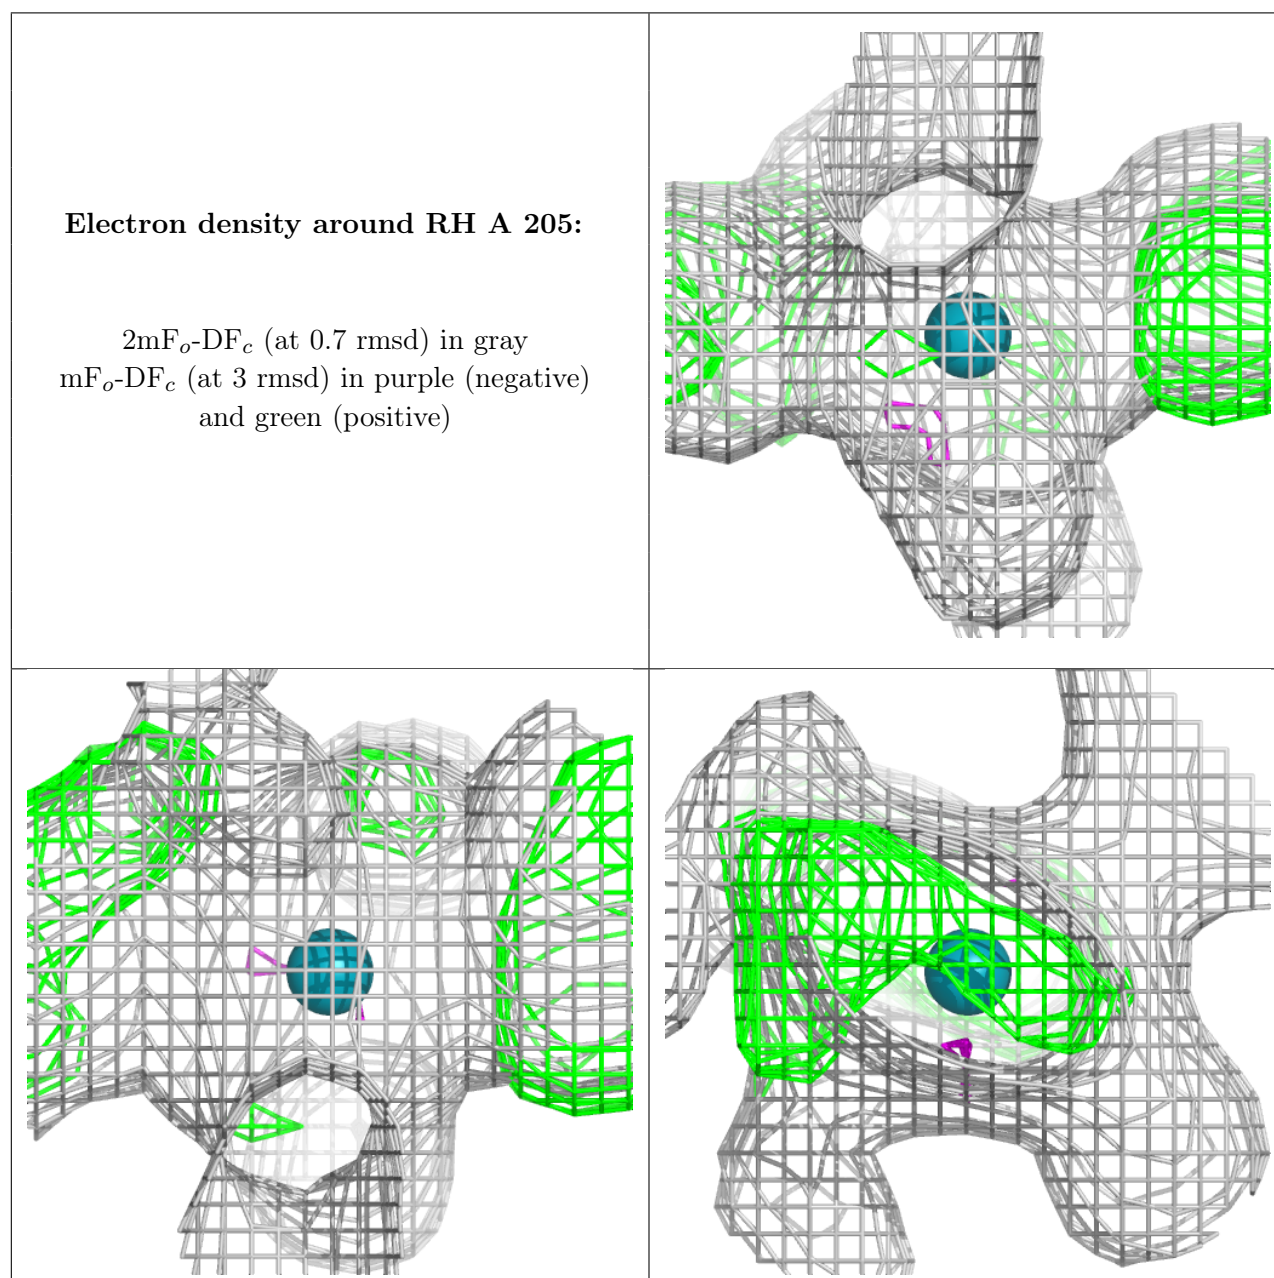 Electron density around RH A 205:
2mFo-DFc (at 0.7 rmsd) in gray
mFo-DFc (at 3 rmsd) in purple (negative)
and green (positive)